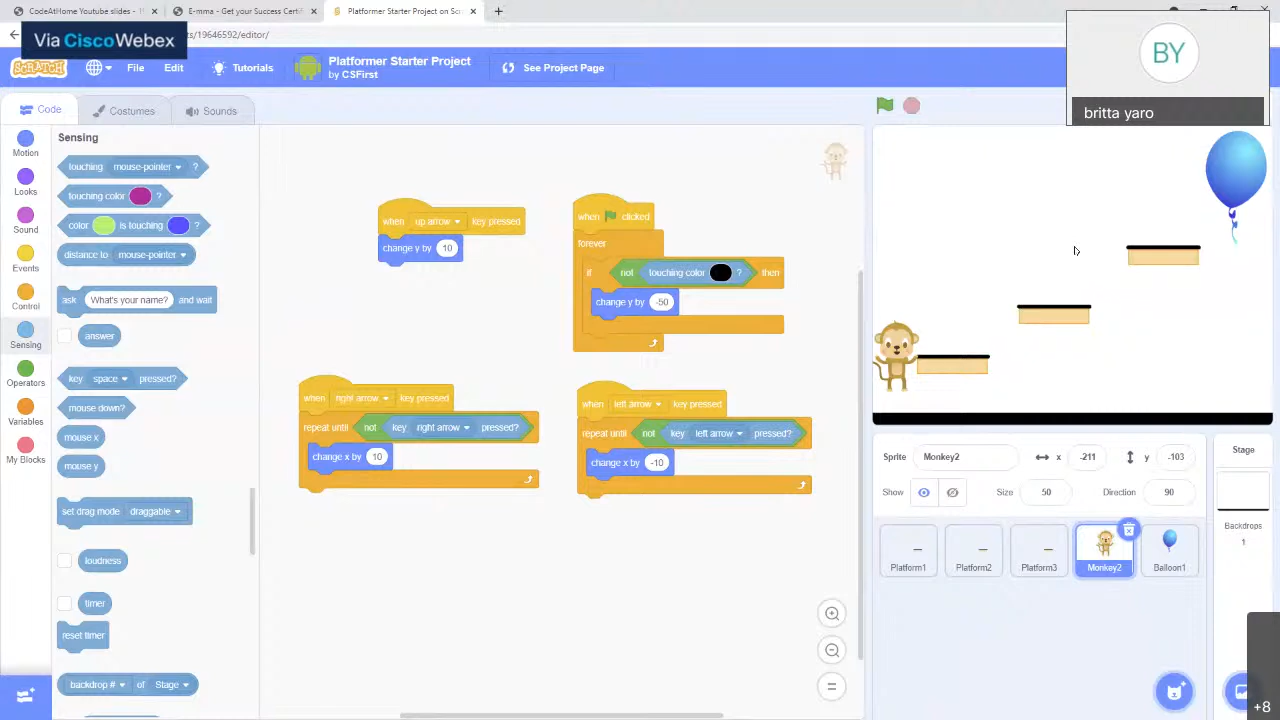 CodeAtHome Youtube slides - 1
Emma - Get your Success Certif
Platformer Starter Project on Sc
ts/19646592/editor/
Via CiscoWebex
BY
britta yaro
SCRATCH
File
Edit
Tutorials
Platformer Starter Project
by CSFirst
See Project Page
Code
Costumes
Sounds
Motion
Looks
Sound
Events
Control
Sensing
Operators
Variables
My Blocks
Sensing
touching mouse-pointer ?
touching color ?
color is touching ?
distance to mouse-pointer
ask What's your name? and wait
answer
key space pressed?
mouse down?
mouse x
mouse y
set drag mode draggable
loudness
timer
reset timer
backdrop # of Stage
when up arrow key pressed
change y by 10
when clicked
forever
if not touching color ? then
change y by -50
when right arrow key pressed
repeat until not key right arrow pressed?
change x by 10
when left arrow key pressed
repeat until not key left arrow pressed?
change x by -10
Sprite Monkey2 x -211 y -103
Show Size 50 Direction 90
Platform1
Platform2
Platform3
Monkey2
Balloon1
Stage
Backdrops
1
+8